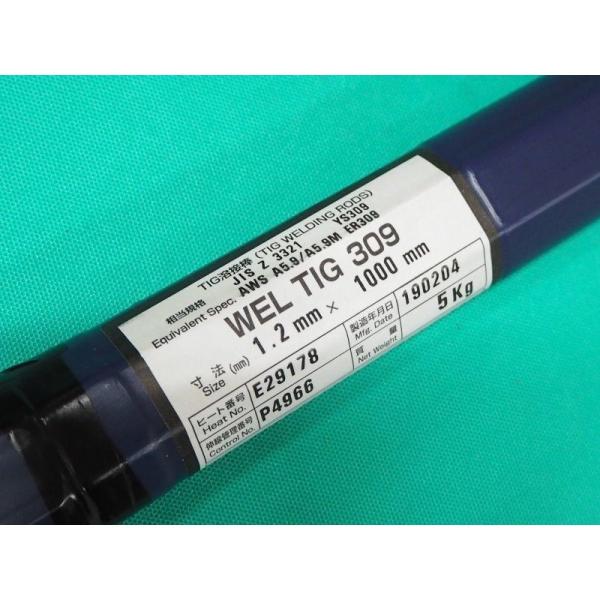 TIG溶接棒 (TIG WELDING RODS)
JIS Z 3321 YS309
相当規格 AWS A5.9/A5.9M ER309
Equivalent Spec.
WEL TIG 309
寸法 1.2 mm × 1000 mm
Size (mm)
ヒート番号 E29178 製造年月日 190204
Heat No. Mfg. Date
伸線管理番号 P4966 質量 5 Kg
Control No. Net Weight